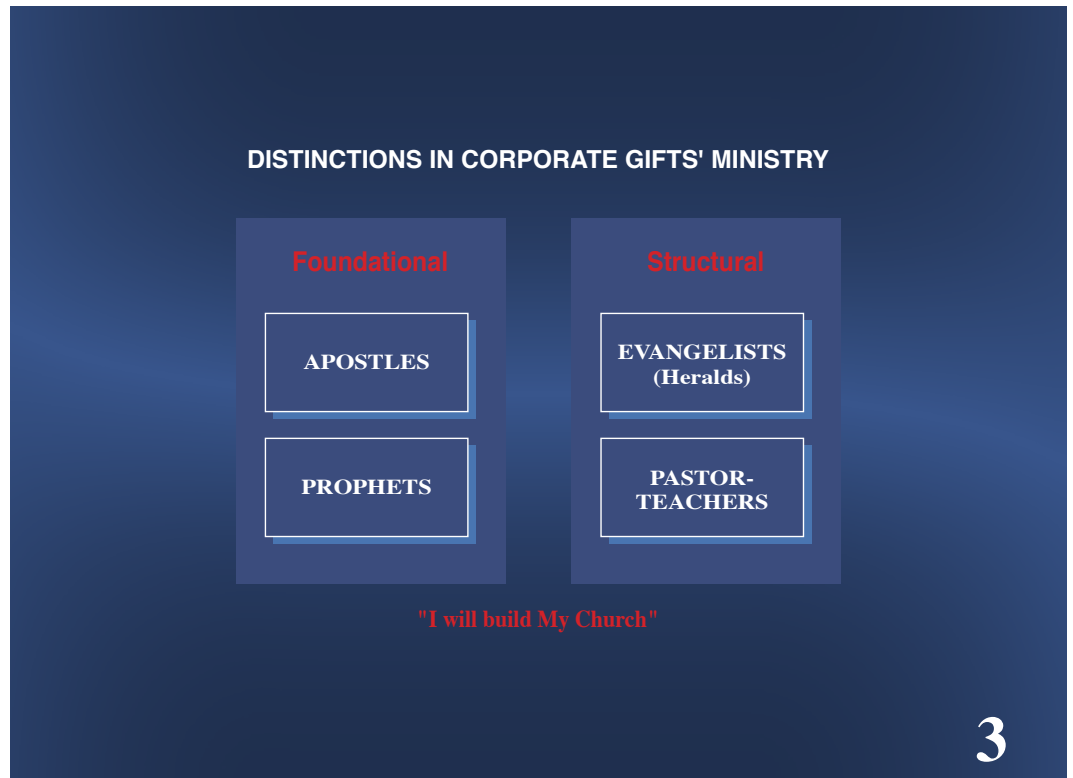 DISTINCTIONS IN CORPORATE GIFTS' MINISTRY
Foundational
APOSTLES
PROPHETS
Structural
EVANGELISTS
(Heralds)
PASTOR-
TEACHERS
"I will build My Church"
3